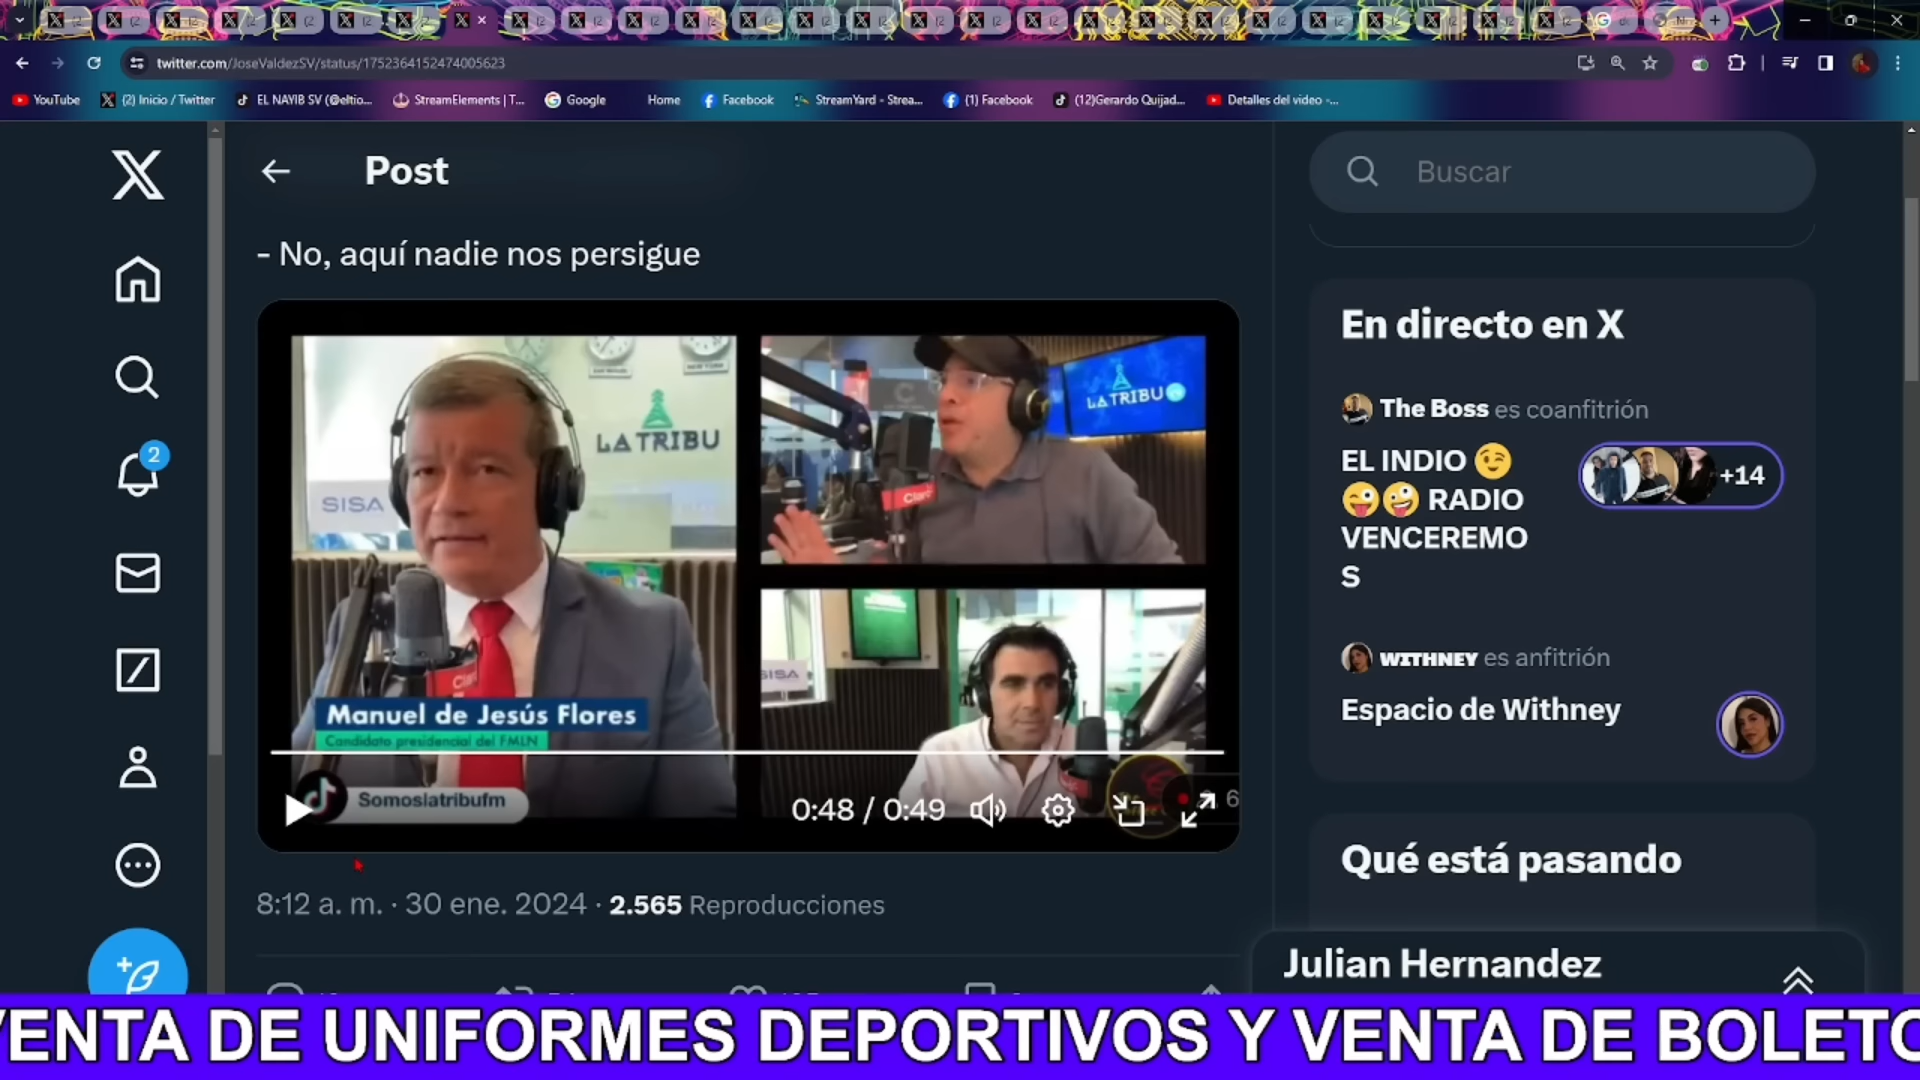 twitter.com/JoseValdezSV/status/1752364152474005623
YouTube
(2) Inicio / Twitter
EL NAYIB SV (@eltio...
StreamElements | T...
Google
Home
Facebook
StreamYard - Strea...
(1) Facebook
(12)Gerardo Quijad...
Detalles del video -...
Post
Buscar
- No, aquí nadie nos persigue
LA TRIBU
SISA
LA TRIBU
Claro
SISA
Manuel de Jesús Flores
Candidato presidencial del FMLN
Somoslatribufm
0:48 / 0:49
8:12 a. m. · 30 ene. 2024 · 2.565 Reproducciones
2
En directo en X
The Boss es coanfitrión
EL INDIO 😉
😜🤪 RADIO
VENCEREMO
S
+14
WITHNEY es anfitrión
Espacio de Withney
Qué está pasando
Julian Hernandez
VENTA DE UNIFORMES DEPORTIVOS Y VENTA DE BOLETO